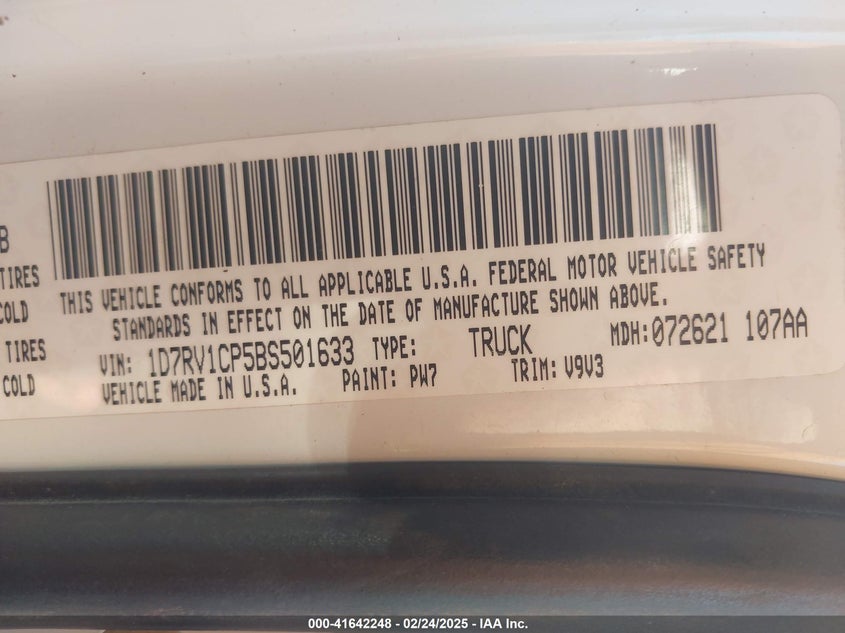 B
TIRES
COLD
TIRES
COLD
THIS VEHICLE CONFORMS TO ALL APPLICABLE U.S.A. FEDERAL MOTOR VEHICLE SAFETY
STANDARDS IN EFFECT ON THE DATE OF MANUFACTURE SHOWN ABOVE.
VIN: 1D7RV1CP5BS501633 TYPE: TRUCK MDH: 072621 107AA
VEHICLE MADE IN U.S.A. PAINT: PW7 TRIM: V9V3
000-41642248 - 02/24/2025 - IAA Inc.